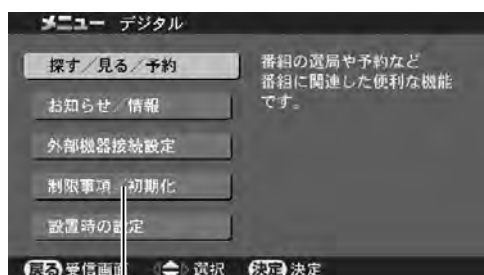 メニュー デジタル
探す/見る/予約
お知らせ/情報
外部機器接続設定
制限事項/初期化
設置時の設定
番組の選局や予約など
番組に関連した便利な機能
です。
戻る 受信画面 選択 決定 決定